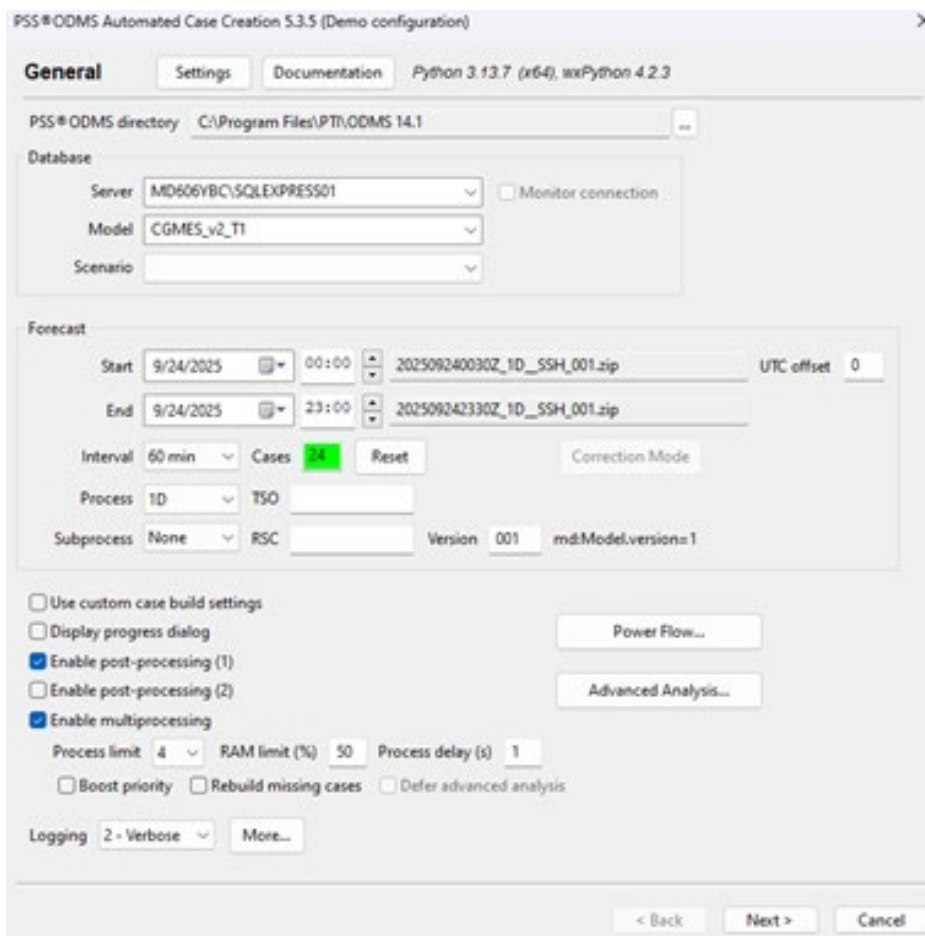 PSS®ODMS Automated Case Creation 5.3.5 (Demo configuration)
General Settings Documentation Python 3.13.7 (x64), wxPython 4.2.3
PSS®ODMS directory C:\Program Files\PTI\ODMS 14.1 ...
Database
Server MD606YBC\SQLEXPRESS01 Monitor connection
Model CGMES_v2_T1
Scenario
Forecast
Start 9/24/2025 00:00 202509240030Z_1D__SSH_001.zip UTC offset 0
End 9/24/2025 23:00 202509242330Z_1D__SSH_001.zip
Interval 60 min Cases 24 Reset Correction Mode
Process 1D TSO
Subprocess None RSC Version 001 md:Model.version=1
Use custom case build settings
Display progress dialog Power Flow...
Enable post-processing (1)
Enable post-processing (2) Advanced Analysis...
Enable multiprocessing
Process limit 4 RAM limit (%) 50 Process delay (s) 1
Boost priority Rebuild missing cases Defer advanced analysis
Logging 2 - Verbose More...
< Back Next > Cancel